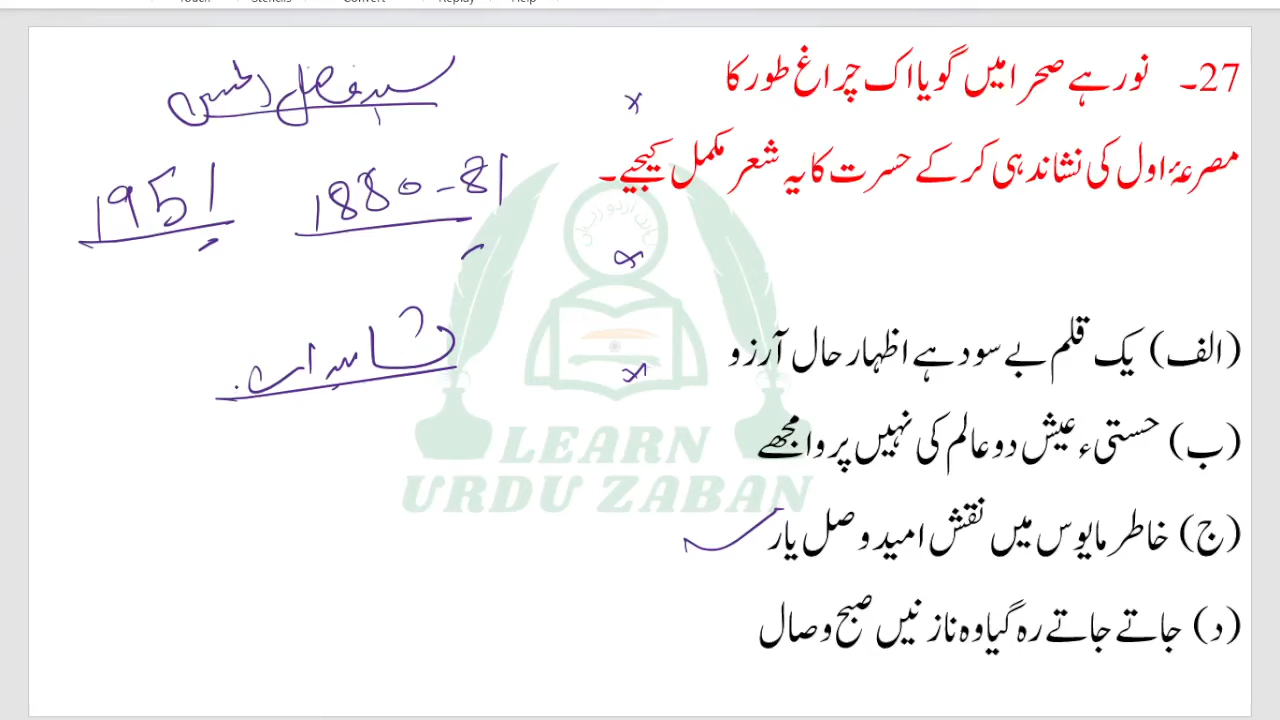 27۔ نور ہے صحرا میں گویا اک چراغ طور کا
مصرعۂ اول کی نشاندہی کر کے حسرت کا یہ شعر مکمل کیجیے۔
(الف) یک قلم بے سود ہے اظہار حال آرزو
(ب) حستیء عیش دو عالم کی نہیں پروا مجھے
(ج) خاطر مایوس میں نقش امید وصل یار
(د) جاتے جاتے رہ گیا وہ ناز نیں صبح وصال
سید فضل الحسن
1880-81
1951
LEARN
URDU ZABAN